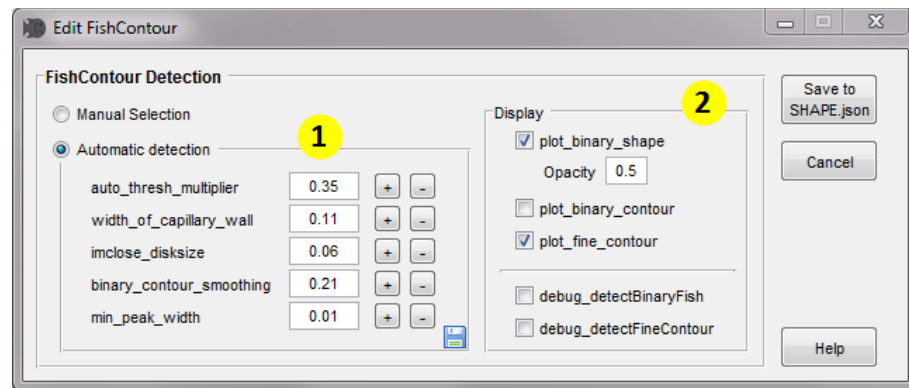 Edit FishContour
FishContour Detection
Manual Selection
1
Automatic detection
auto_thresh_multiplier 0.35 + -
width_of_capillary_wall 0.11 + -
imclose_disksize 0.06 + -
binary_contour_smoothing 0.21 + -
min_peak_width 0.01 + -
2
Display
plot_binary_shape
Opacity 0.5
plot_binary_contour
plot_fine_contour
debug_detectBinaryFish
debug_detectFineContour
Save to
SHAPE.json
Cancel
Help